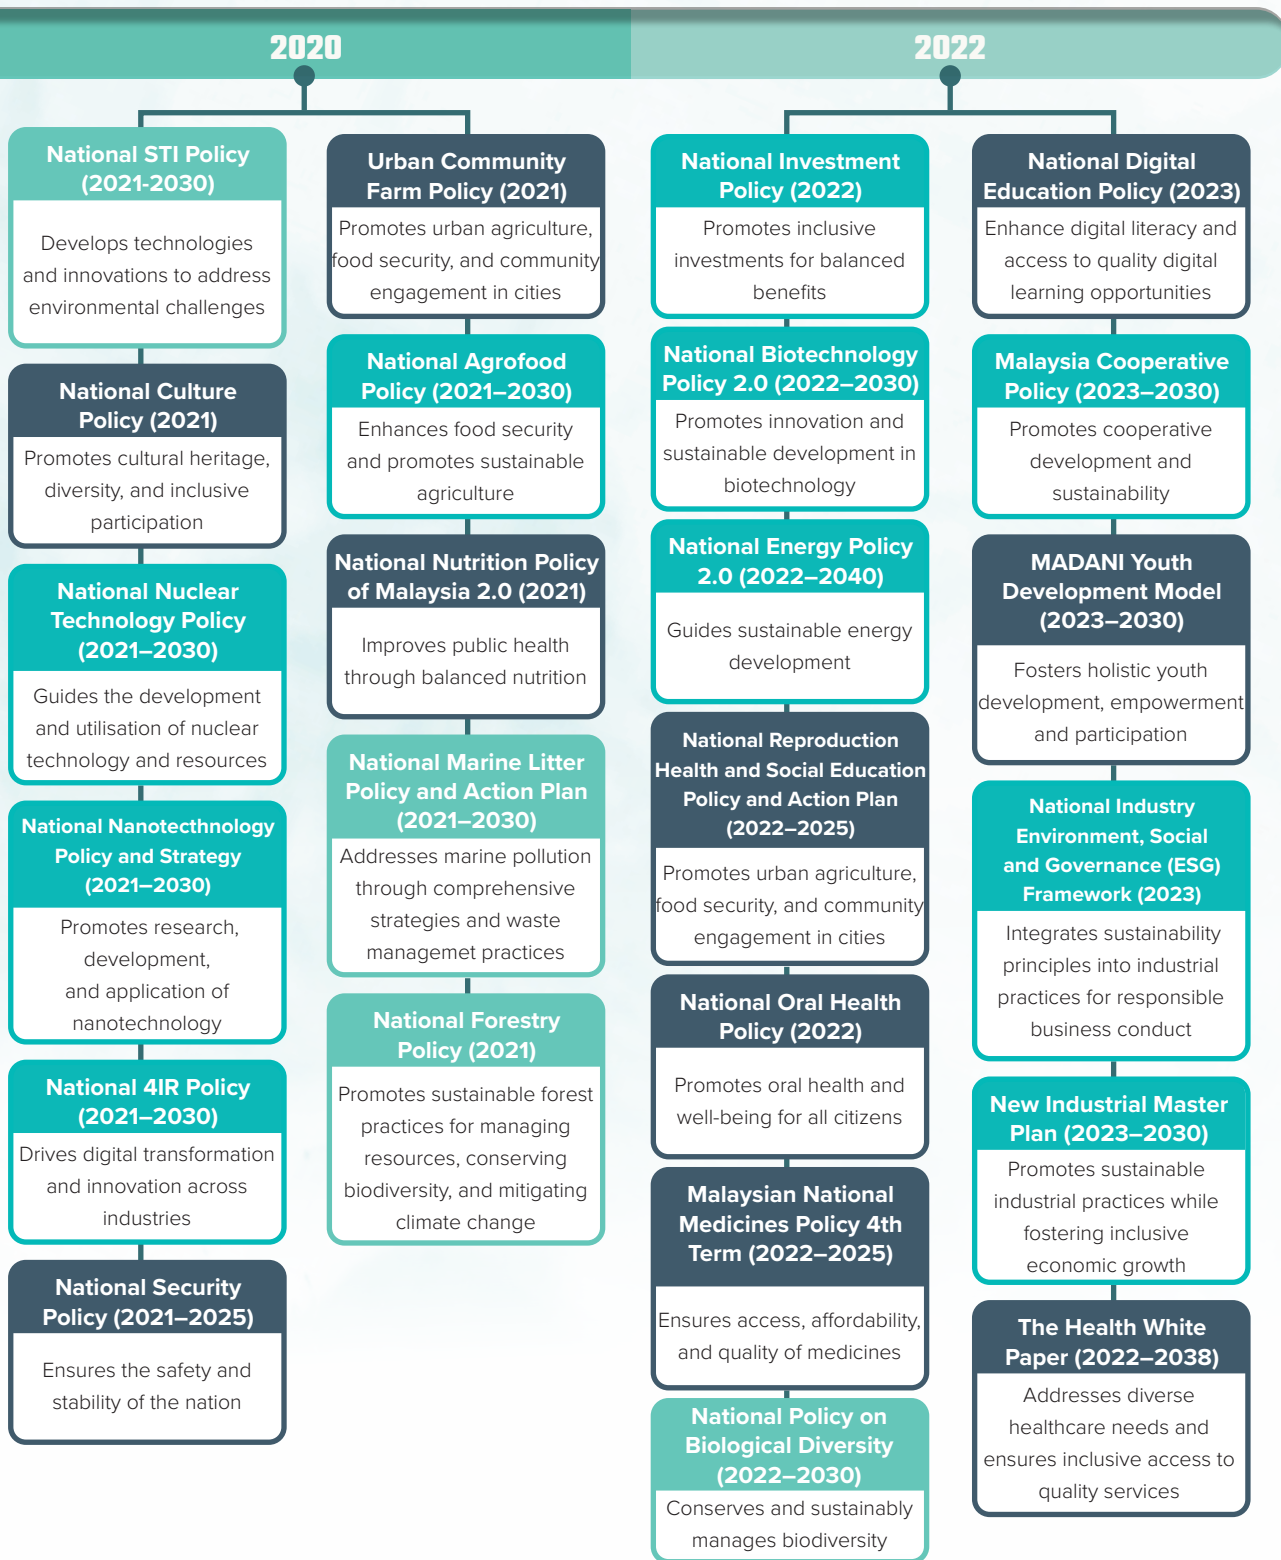 2020
National STI Policy
(2021-2030)
Develops technologies
and innovations to address
environmental challenges
National Culture
Policy (2021)
Promotes cultural heritage,
diversity, and inclusive
participation
National Nuclear
Technology Policy
(2021–2030)
Guides the development
and utilisation of nuclear
technology and resources
National Nanotecthnology
Policy and Strategy
(2021–2030)
Promotes research,
development,
and application of
nanotechnology
National 4IR Policy
(2021–2030)
Drives digital transformation
and innovation across
industries
National Security
Policy (2021–2025)
Ensures the safety and
stability of the nation
Urban Community
Farm Policy (2021)
Promotes urban agriculture,
food security, and community
engagement in cities
National Agrofood
Policy (2021–2030)
Enhances food security
and promotes sustainable
agriculture
National Nutrition Policy
of Malaysia 2.0 (2021)
Improves public health
through balanced nutrition
National Marine Litter
Policy and Action Plan
(2021–2030)
Addresses marine pollution
through comprehensive
strategies and waste
managemet practices
National Forestry
Policy (2021)
Promotes sustainable forest
practices for managing
resources, conserving
biodiversity, and mitigating
climate change
2022
National Investment
Policy (2022)
Promotes inclusive
investments for balanced
benefits
National Biotechnology
Policy 2.0 (2022–2030)
Promotes innovation and
sustainable development in
biotechnology
National Energy Policy
2.0 (2022–2040)
Guides sustainable energy
development
National Reproduction
Health and Social Education
Policy and Action Plan
(2022–2025)
Promotes urban agriculture,
food security, and community
engagement in cities
National Oral Health
Policy (2022)
Promotes oral health and
well-being for all citizens
Malaysian National
Medicines Policy 4th
Term (2022–2025)
Ensures access, affordability,
and quality of medicines
National Policy on
Biological Diversity
(2022–2030)
Conserves and sustainably
manages biodiversity
National Digital
Education Policy (2023)
Enhance digital literacy and
access to quality digital
learning opportunities
Malaysia Cooperative
Policy (2023–2030)
Promotes cooperative
development and
sustainability
MADANI Youth
Development Model
(2023–2030)
Fosters holistic youth
development, empowerment
and participation
National Industry
Environment, Social
and Governance (ESG)
Framework (2023)
Integrates sustainability
principles into industrial
practices for responsible
business conduct
New Industrial Master
Plan (2023–2030)
Promotes sustainable
industrial practices while
fostering inclusive
economic growth
The Health White
Paper (2022–2038)
Addresses diverse
healthcare needs and
ensures inclusive access to
quality services